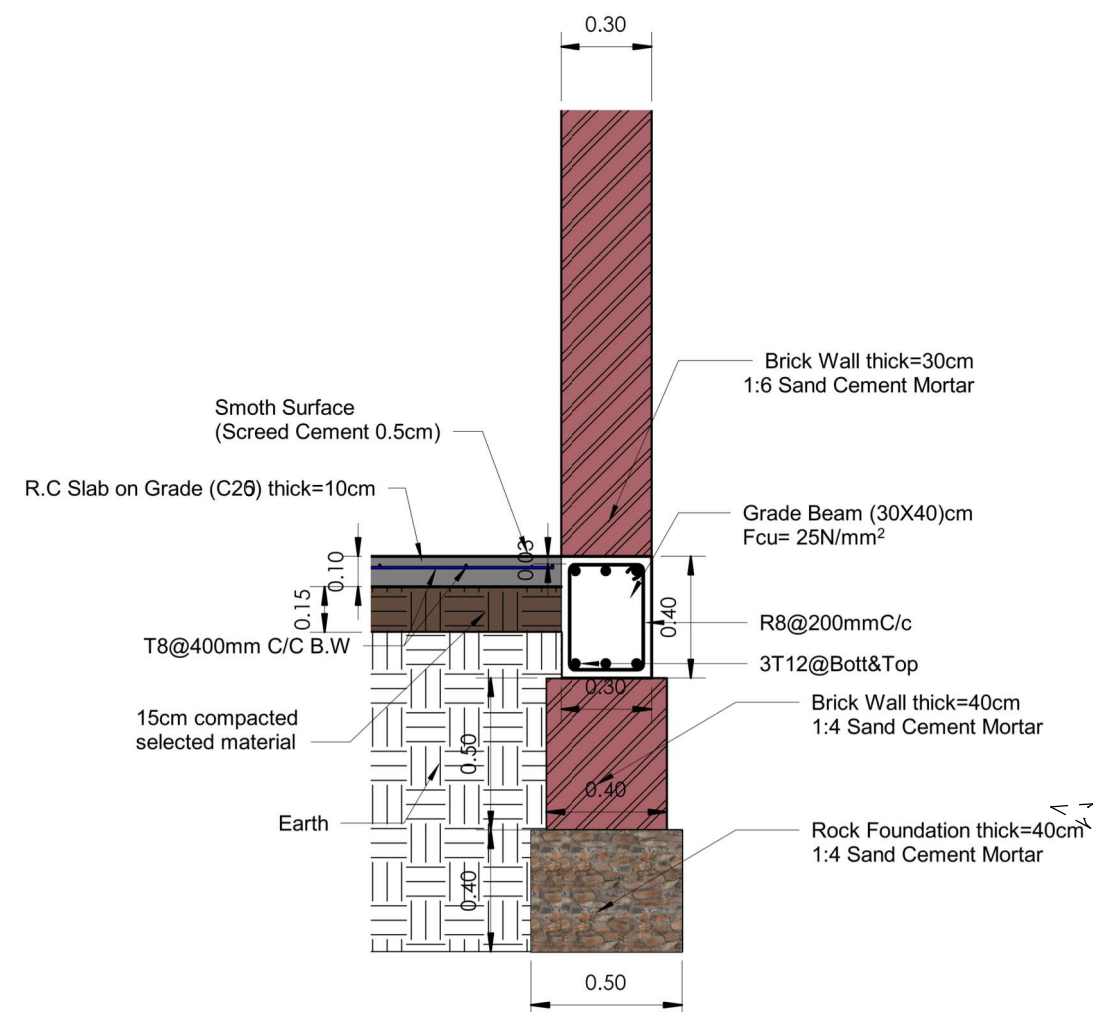 0.30
Brick Wall thick=30cm
1:6 Sand Cement Mortar
Smoth Surface
(Screed Cement 0.5cm)
R.C Slab on Grade thick=10cm
Grade Beam (30X40)cm
Fcu= 25N/mm²
0.03
0.10
0.15
0.40
R8@200mmC/c
T8@400mm C/C B.W
3T12@Bott&Top
0.30
Brick Wall thick=40cm
1:4 Sand Cement Mortar
15cm compacted
selected material
0.50
0.40
Earth
Rock Foundation thick=40cm
1:4 Sand Cement Mortar
0.40
0.50